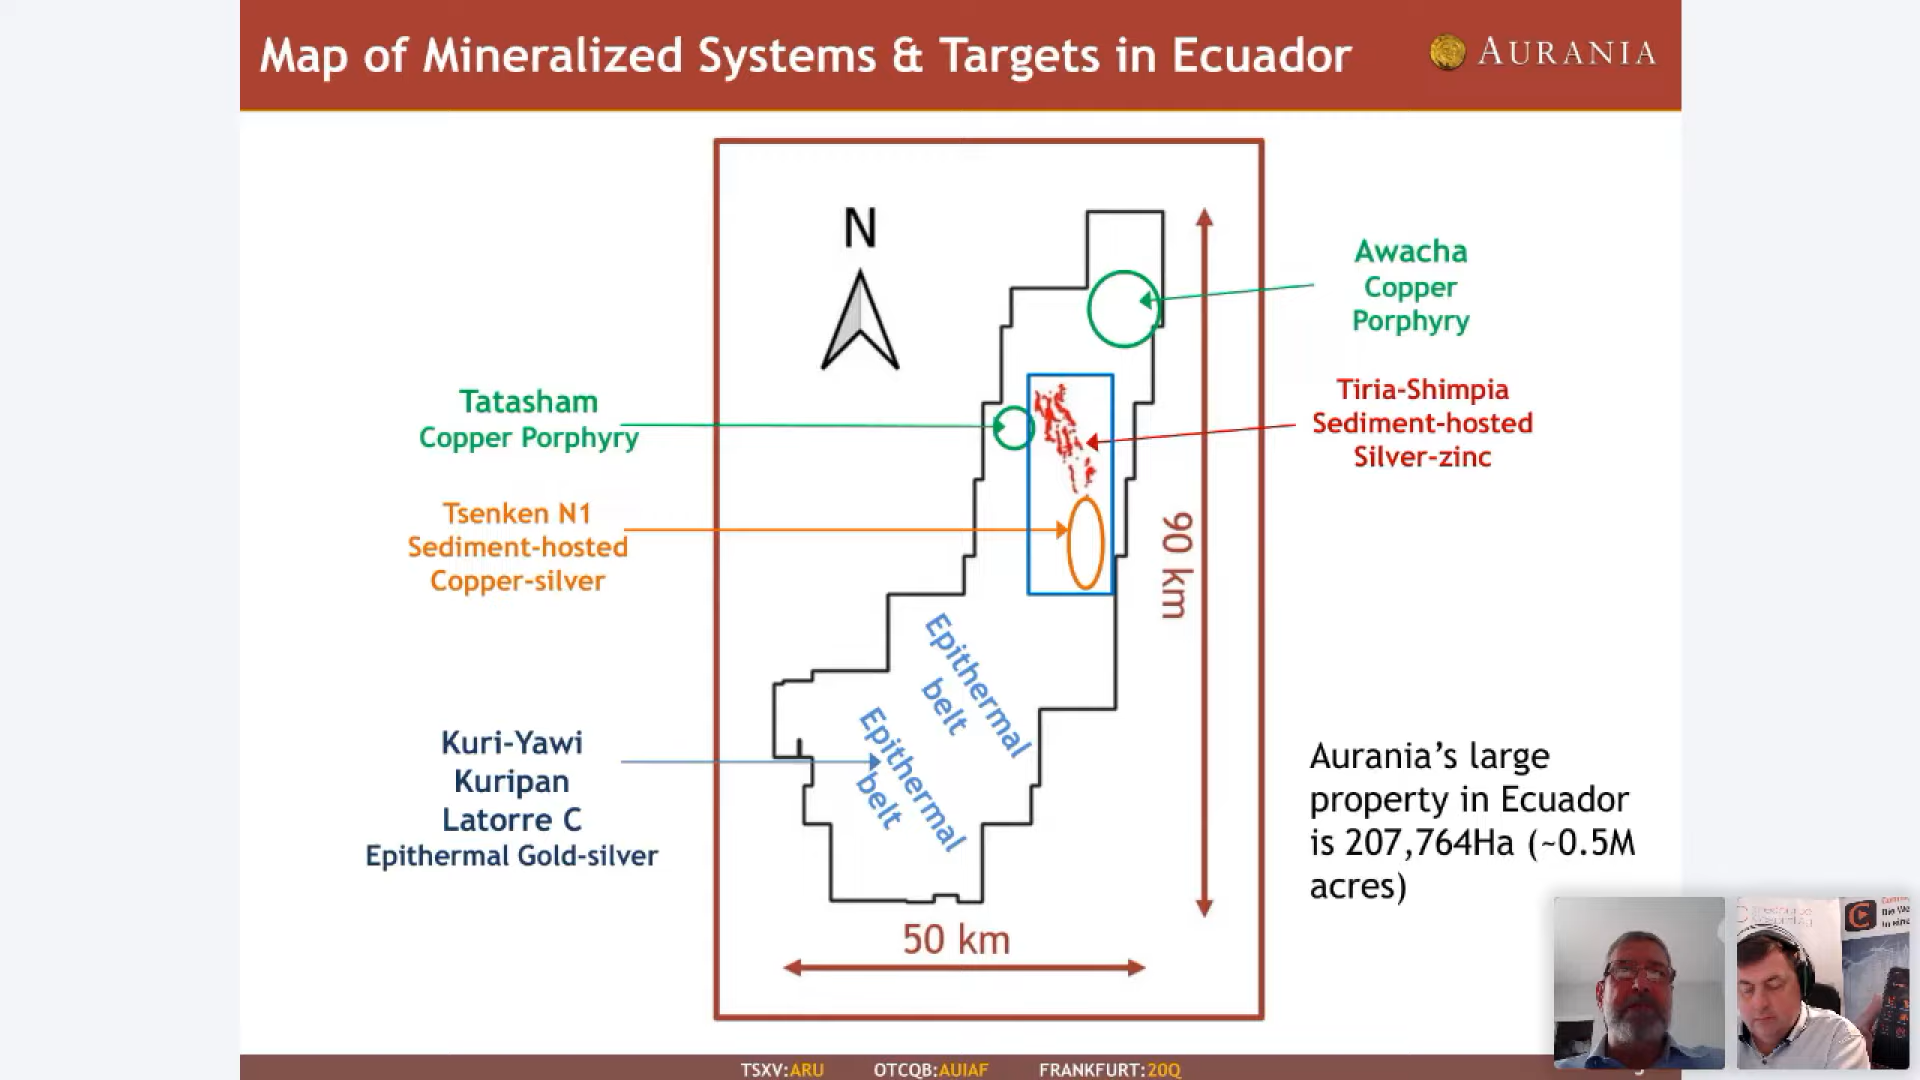 Map of Mineralized Systems & Targets in Ecuador
AURANIA
N
Awacha
Copper
Porphyry
Tatasham
Copper Porphyry
Tiria-Shimpia
Sediment-hosted
Silver-zinc
Tsenken N1
Sediment-hosted
Copper-silver
90 km
Epithermal
belt
Epithermal
belt
Kuri-Yawi
Kuripan
Latorre C
Epithermal Gold-silver
Aurania’s large
property in Ecuador
is 207,764Ha (~0.5M
acres)
50 km
TSXV:ARU OTCQB:AUIAF FRANKFURT:20Q